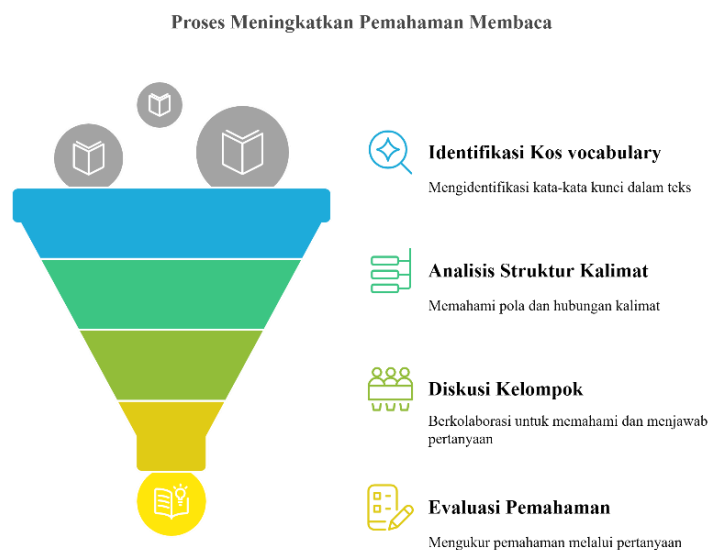 Proses Meningkatkan Pemahaman Membaca
Identifikasi Kos vocabulary
Mengidentifikasi kata-kata kunci dalam teks
Analisis Struktur Kalimat
Memahami pola dan hubungan kalimat
Diskusi Kelompok
Berkolaborasi untuk memahami dan menjawab
pertanyaan
Evaluasi Pemahaman
Mengukur pemahaman melalui pertanyaan